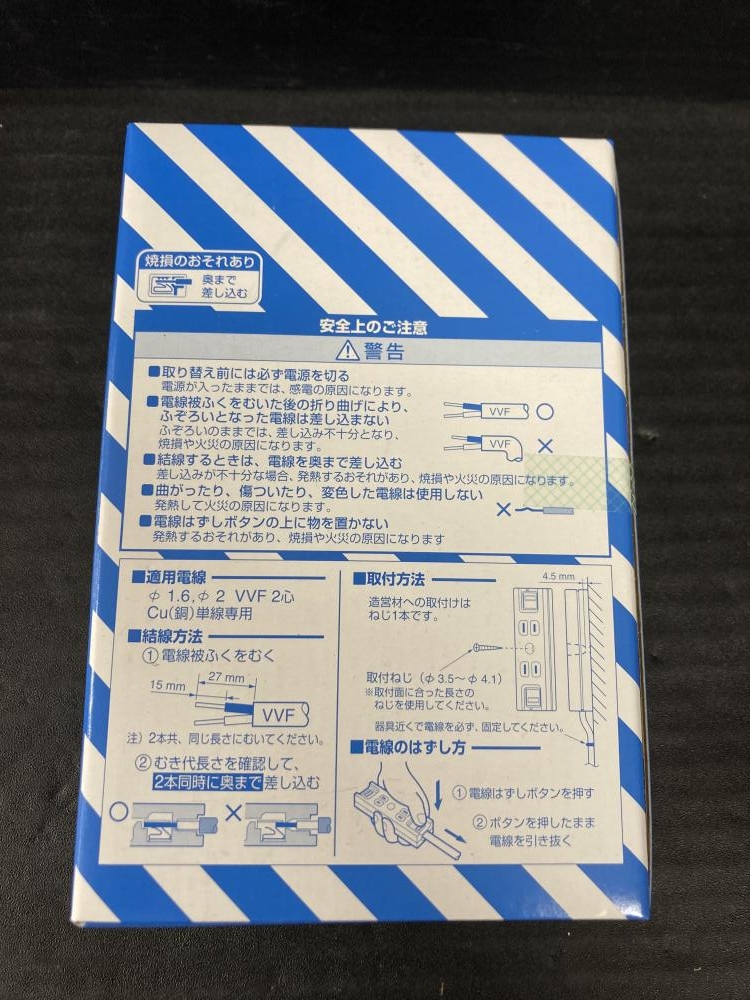 焼損のおそれあり
奥まで
差し込む
安全上のご注意
警告
■取り替え前には必ず電源を切る
電源が入ったままでは、感電の原因になります。
■電線被ふくをむいた後の折り曲げにより、
ふぞろいとなった電線は差し込まない
ふぞろいのままでは、差し込み不十分となり、
焼損や火災の原因になります。
VVF ○
VVF ×
■結線するときは、電線を奥まで差し込む
差し込みが不十分な場合、発熱するおそれがあり、焼損や火災の原因になります。
■曲がったり、傷ついたり、変色した電線は使用しない
発熱して火災の原因になります。
×
■電線はずしボタンの上に物を置かない
発熱するおそれがあり、焼損や火災の原因になります
■適用電線
φ1.6,φ2 VVF 2心
Cu(銅)単線専用
■結線方法
①電線被ふくをむく
27 mm
15 mm
VVF
注）2本共、同じ長さにむいてください。
②むき代長さを確認して、
2本同時に奥まで差し込む
○ ×
■取付方法
4.5 mm
造営材への取付けは
ねじ1本です。
取付ねじ（φ3.5～φ4.1）
※取付面に合った長さの
ねじを使用してください。
器具近くで電線を必ず、固定してください。
■電線のはずし方
①電線はずしボタンを押す
②ボタンを押したまま
電線を引き抜く